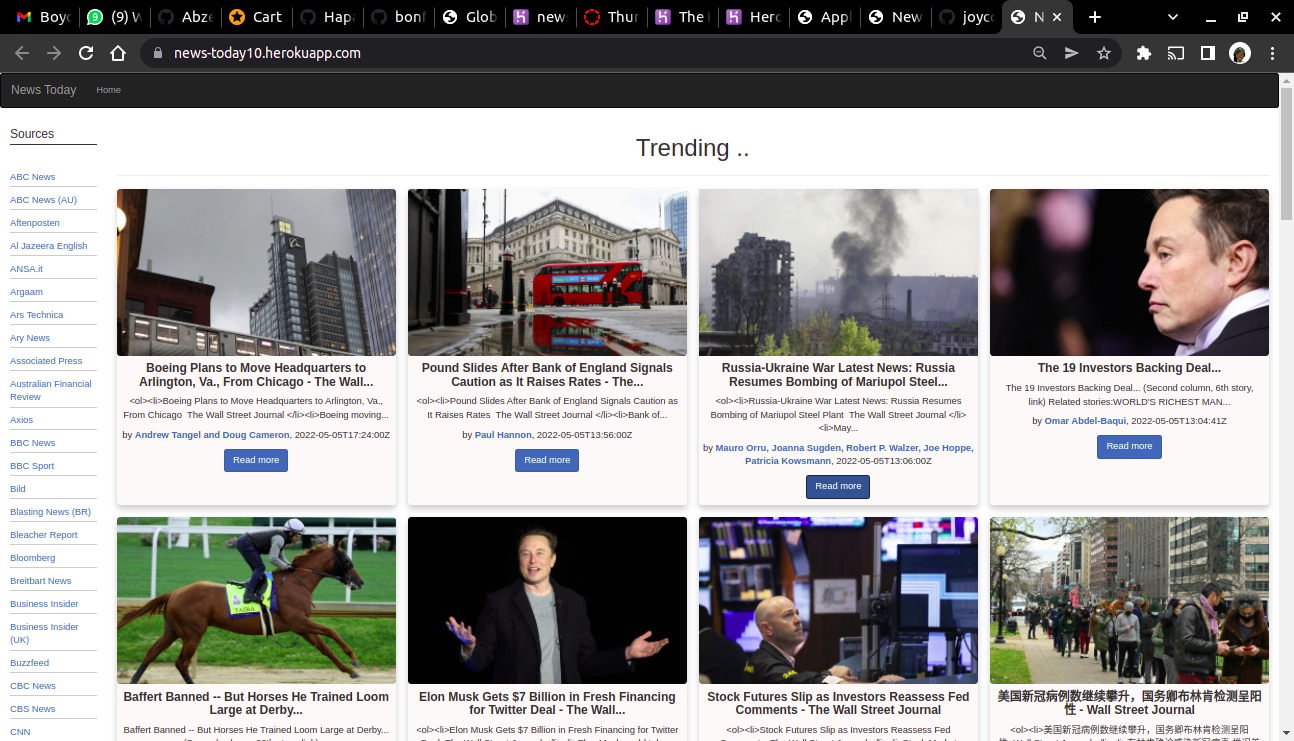 Boyc
(9) W
Abza
Cart
Hapa
bonf
Glob
news
Thur
The H
Hero
Appl
New
joyco
N
news-today10.herokuapp.com
News Today
Home
Sources
ABC News
ABC News (AU)
Aftenposten
Al Jazeera English
ANSA.it
Argaam
Ars Technica
Ary News
Associated Press
Australian Financial
Review
Axios
BBC News
BBC Sport
Bild
Blasting News (BR)
Bleacher Report
Bloomberg
Breitbart News
Business Insider
Business Insider
(UK)
Buzzfeed
CBC News
CBS News
CNN
Trending ..
Boeing Plans to Move Headquarters to
Arlington, Va., From Chicago - The Wall...
<ol><li>Boeing Plans to Move Headquarters to Arlington, Va.,
From Chicago  The Wall Street Journal </li><li>Boeing moving...
by Andrew Tangel and Doug Cameron, 2022-05-05T17:24:00Z
Read more
Pound Slides After Bank of England Signals
Caution as It Raises Rates - The...
<ol><li>Pound Slides After Bank of England Signals Caution as
It Raises Rates  The Wall Street Journal </li><li>Bank of...
by Paul Hannon, 2022-05-05T13:56:00Z
Read more
Russia-Ukraine War Latest News: Russia
Resumes Bombing of Mariupol Steel...
<ol><li>Russia-Ukraine War Latest News: Russia Resumes
Bombing of Mariupol Steel Plant  The Wall Street Journal </li>
<li>May...
by Mauro Orru, Joanna Sugden, Robert P. Walzer, Joe Hoppe,
Patricia Kowsmann, 2022-05-05T13:06:00Z
Read more
The 19 Investors Backing Deal...
The 19 Investors Backing Deal... (Second column, 6th story,
link) Related stories:WORLD'S RICHEST MAN...
by Omar Abdel-Baqui, 2022-05-05T13:04:41Z
Read more
TAIBA
Baffert Banned -- But Horses He Trained Loom
Large at Derby...
Baffert Banned -- But Horses He Trained Loom Large at Derby...
Elon Musk Gets $7 Billion in Fresh Financing
for Twitter Deal - The Wall...
<ol><li>Elon Musk Gets $7 Billion in Fresh Financing for Twitter
Stock Futures Slip as Investors Reassess Fed
Comments - The Wall Street Journal
<ol><li>Stock Futures Slip as Investors Reassess Fed
美国新冠病例数继续攀升，国务卿布林肯检测呈阳
性 - Wall Street Journal
<ol><li>美国新冠病例数继续攀升，国务卿布林肯检测呈阳